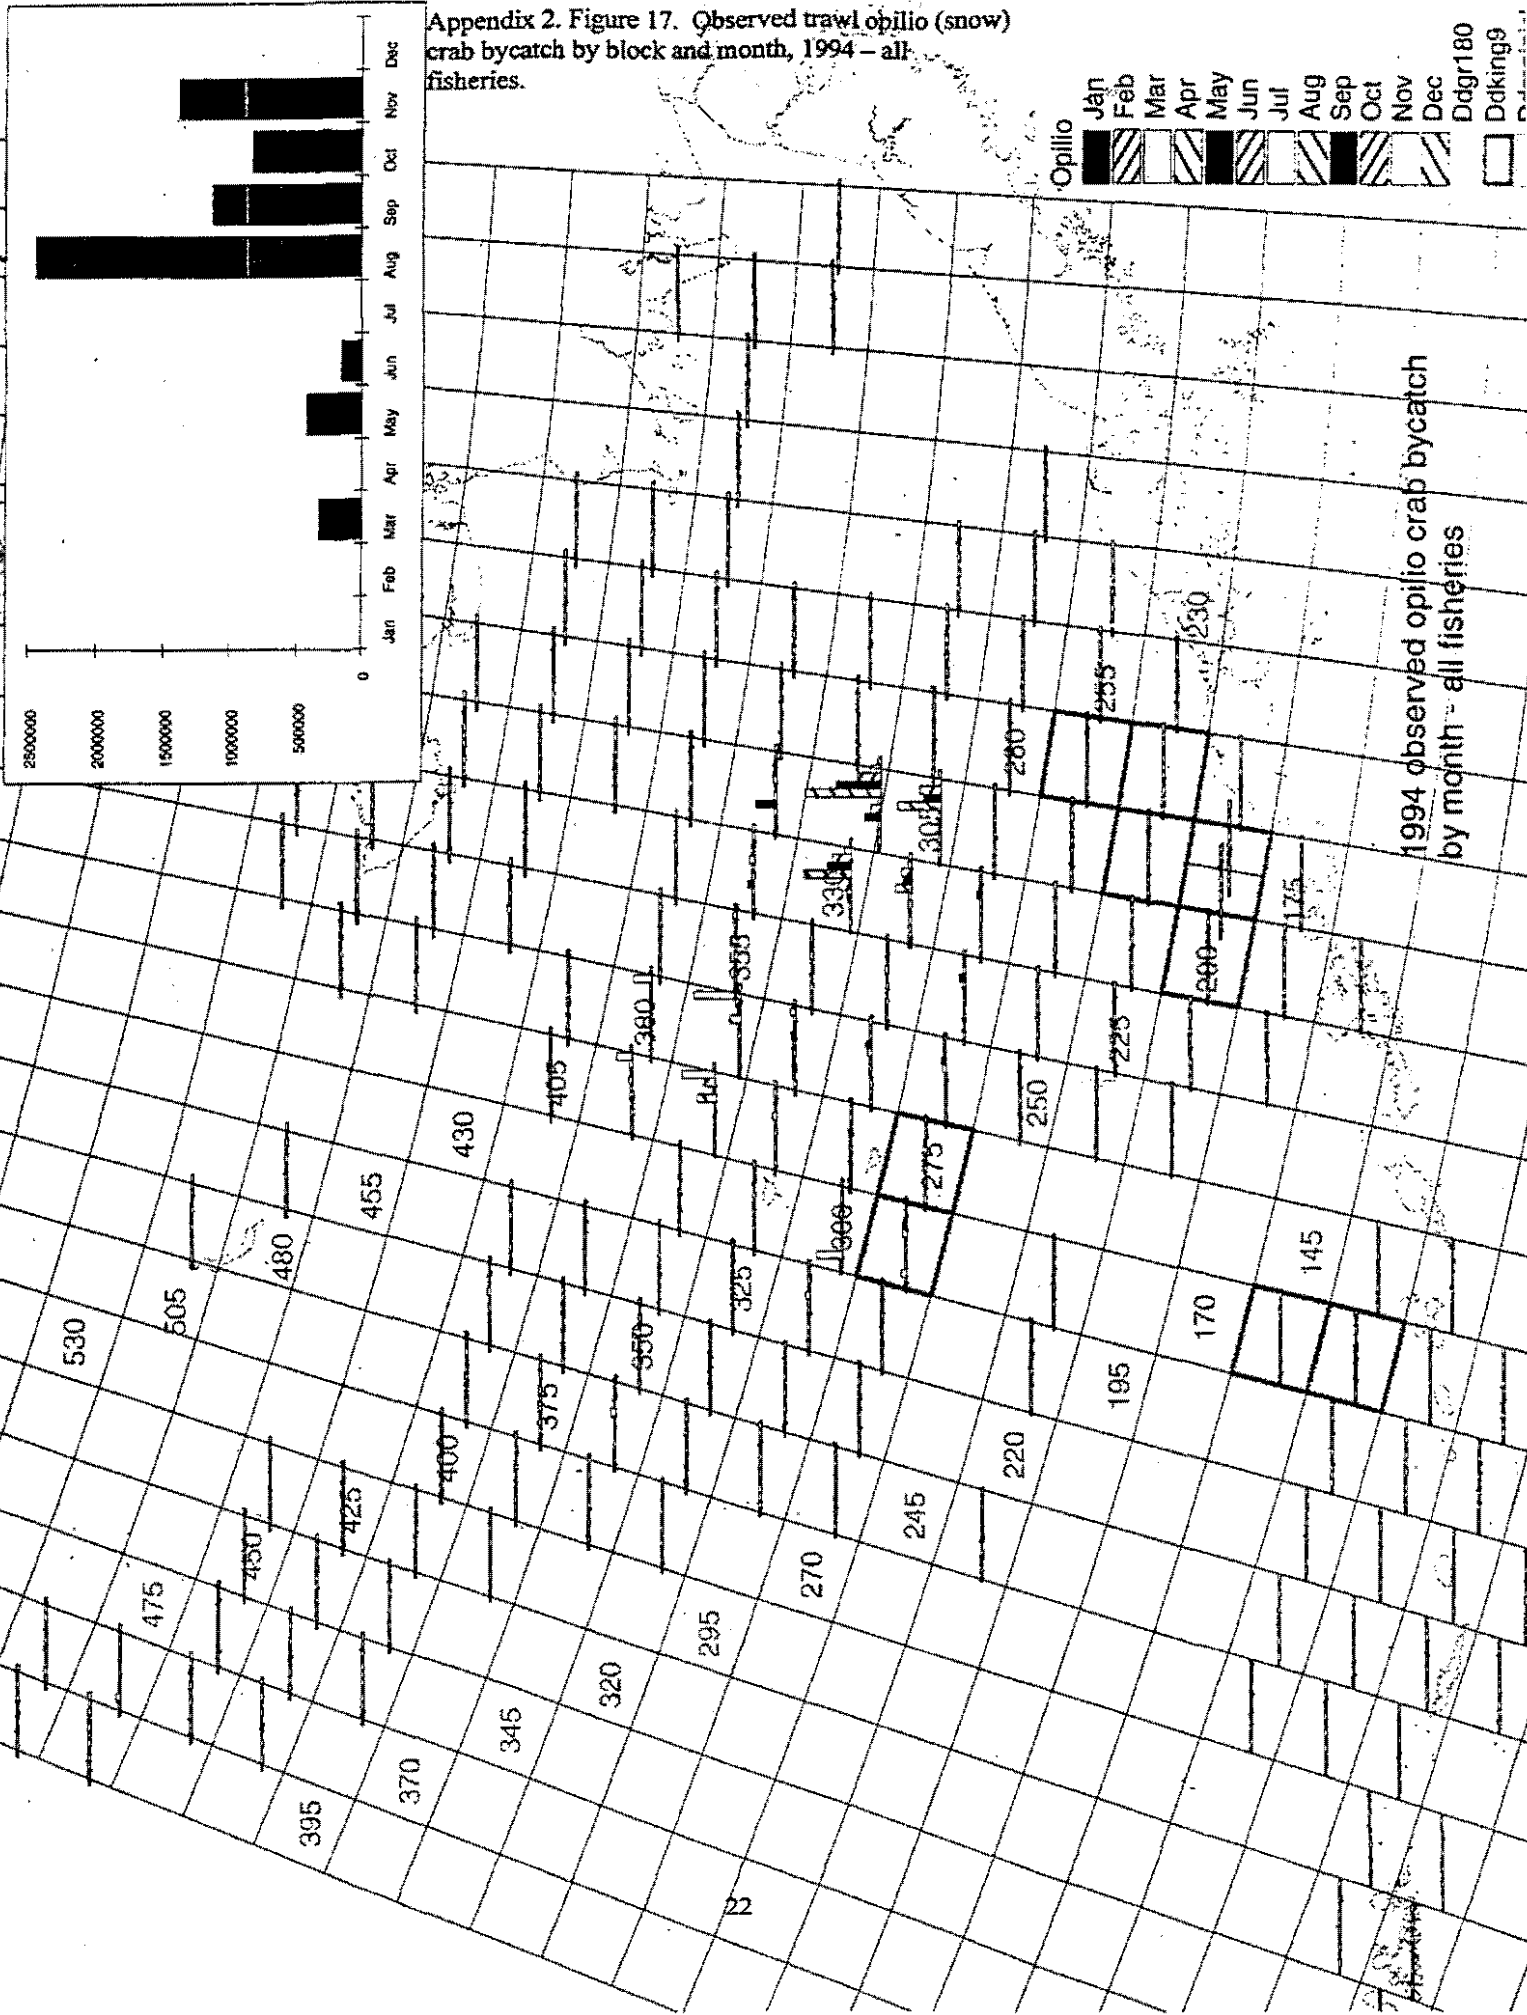 Appendix 2. Figure 17. Observed trawl opilio (snow)
crab bycatch by block and month, 1994 – all
fisheries.
2500000
2000000
1500000
1000000
500000
0
Jan
Feb
Mar
Apr
May
Jun
Jul
Aug
Sep
Oct
Nov
Dec
Opilio
Jan
Feb
Mar
Apr
May
Jun
Jul
Aug
Sep
Oct
Nov
Dec
Ddgr180
Ddking9
1994 observed opilio crab bycatch
by month - all fisheries
530
505
480
455
430
405
380
355
330
305
280
255
230
475
450
425
400
375
350
325
300
275
250
225
200
175
395
370
345
320
295
270
245
220
195
170
145
22